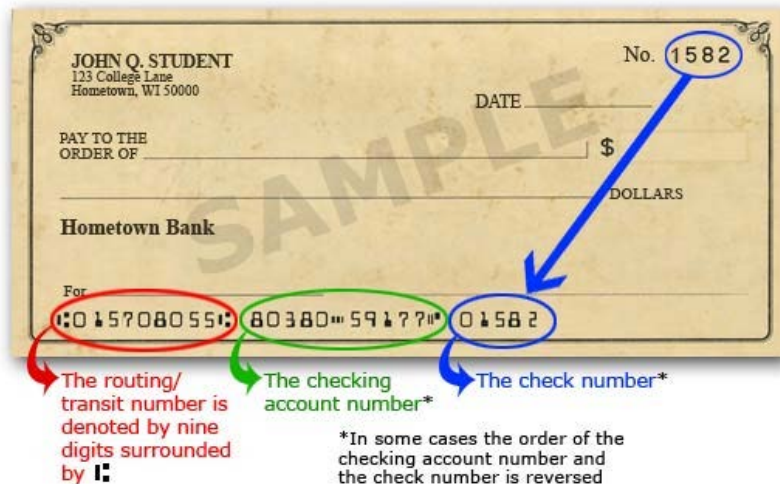 JOHN Q. STUDENT
123 College Lane
Hometown, WI 50000
No. 1582
DATE
PAY TO THE
ORDER OF
$
SAMPLE
DOLLARS
Hometown Bank
For
⑆015708055⑆ 80380⑉59177⑈ 01582
The routing/
transit number is
denoted by nine
digits surrounded
by ⑆
The checking
account number*
The check number*
*In some cases the order of the
checking account number and
the check number is reversed